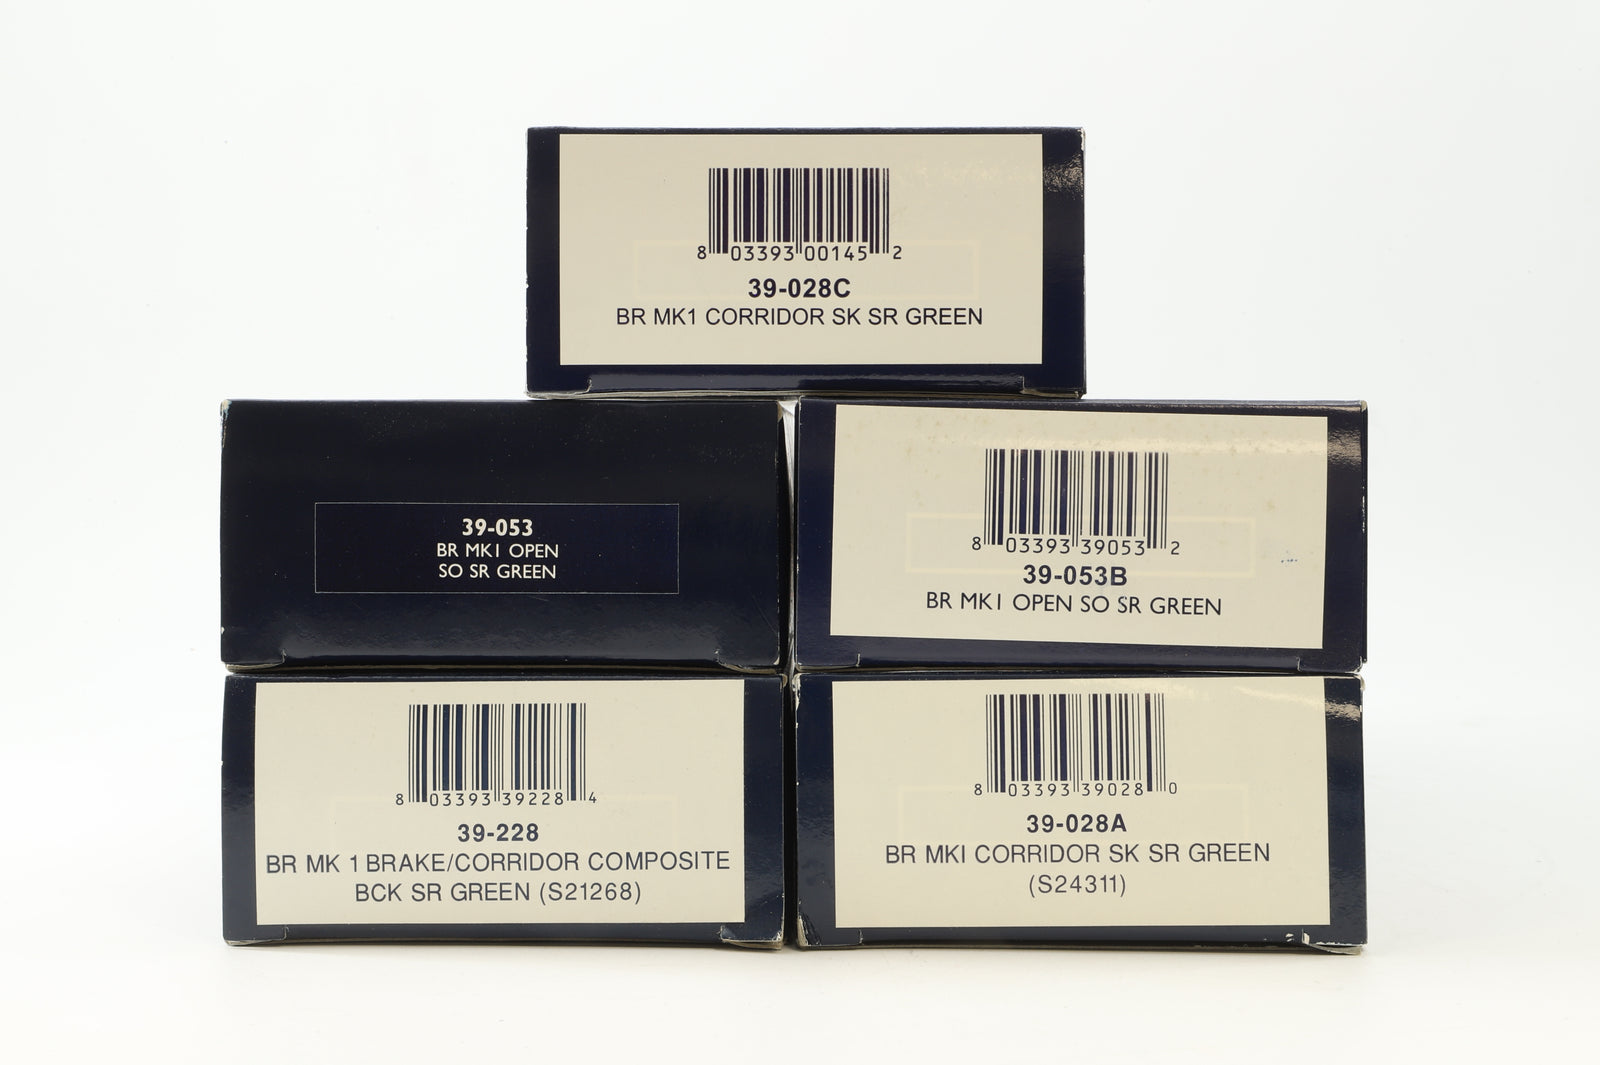 8 03393 00145 2
39-028C
BR MK1 CORRIDOR SK SR GREEN
39-053
BR MK1 OPEN
SO SR GREEN
8 03393 39053 2
39-053B
BR MK1 OPEN SO SR GREEN
8 03393 39228 4
39-228
BR MK 1 BRAKE/CORRIDOR COMPOSITE
BCK SR GREEN (S21268)
8 03393 39028 0
39-028A
BR MKI CORRIDOR SK SR GREEN
(S24311)